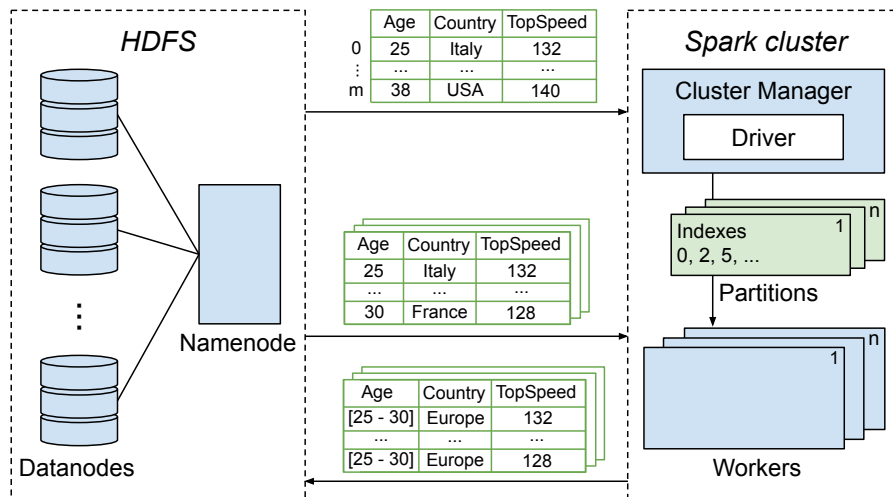 HDFS
Datanodes
Namenode
Age Country TopSpeed
0 25 Italy 132
⋮ ... ... ...
m 38 USA 140
Age Country TopSpeed
25 Italy 132
... ... ...
30 France 128
Age Country TopSpeed
[25 - 30] Europe 132
... ... ...
[25 - 30] Europe 128
Spark cluster
Cluster Manager
Driver
n
1
Indexes
0, 2, 5, ...
Partitions
n
1
Workers